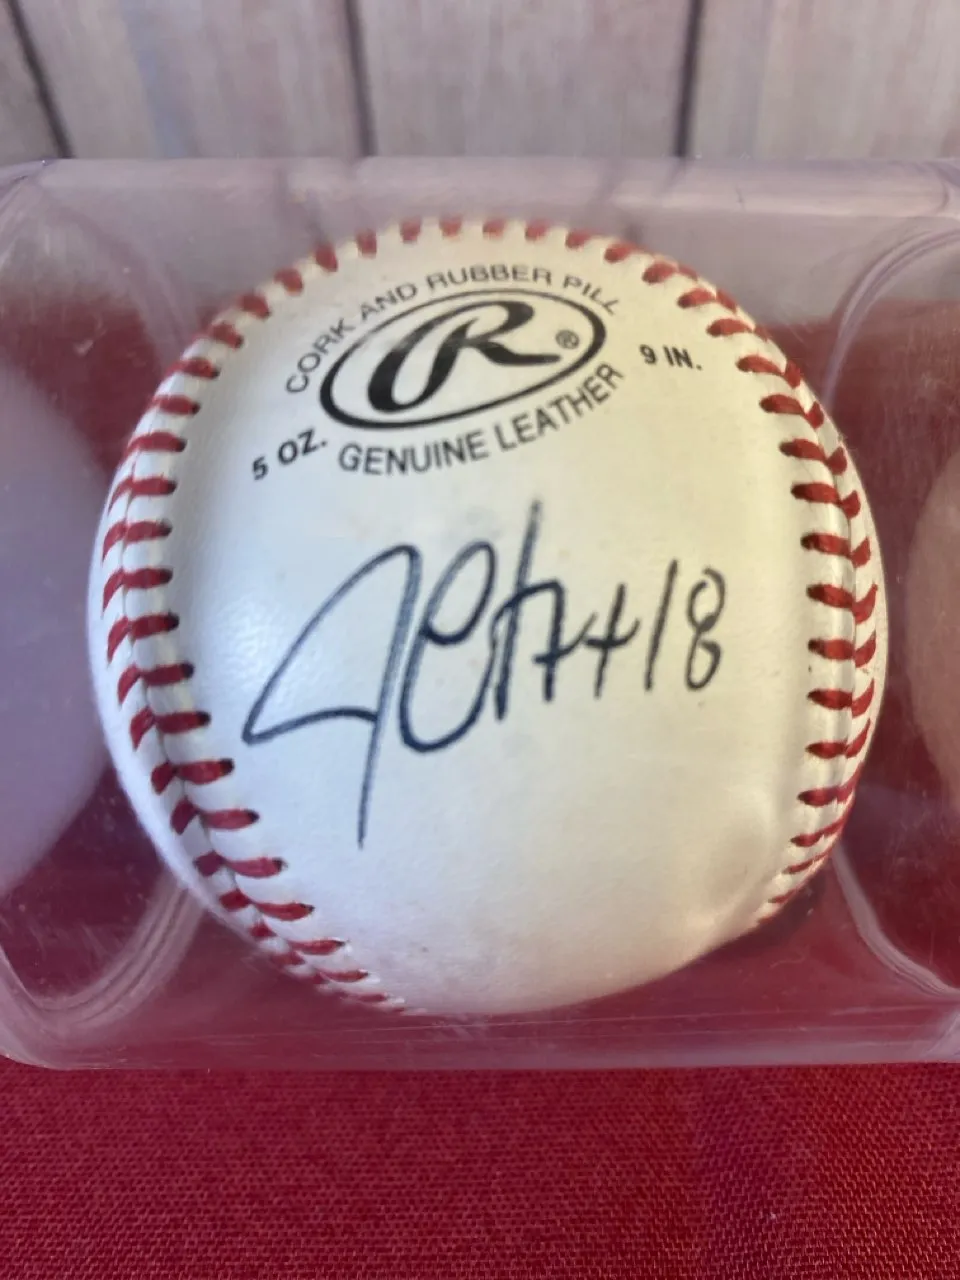 CORK AND RUBBER PILL
R ®
5 OZ. GENUINE LEATHER 9 IN.
18